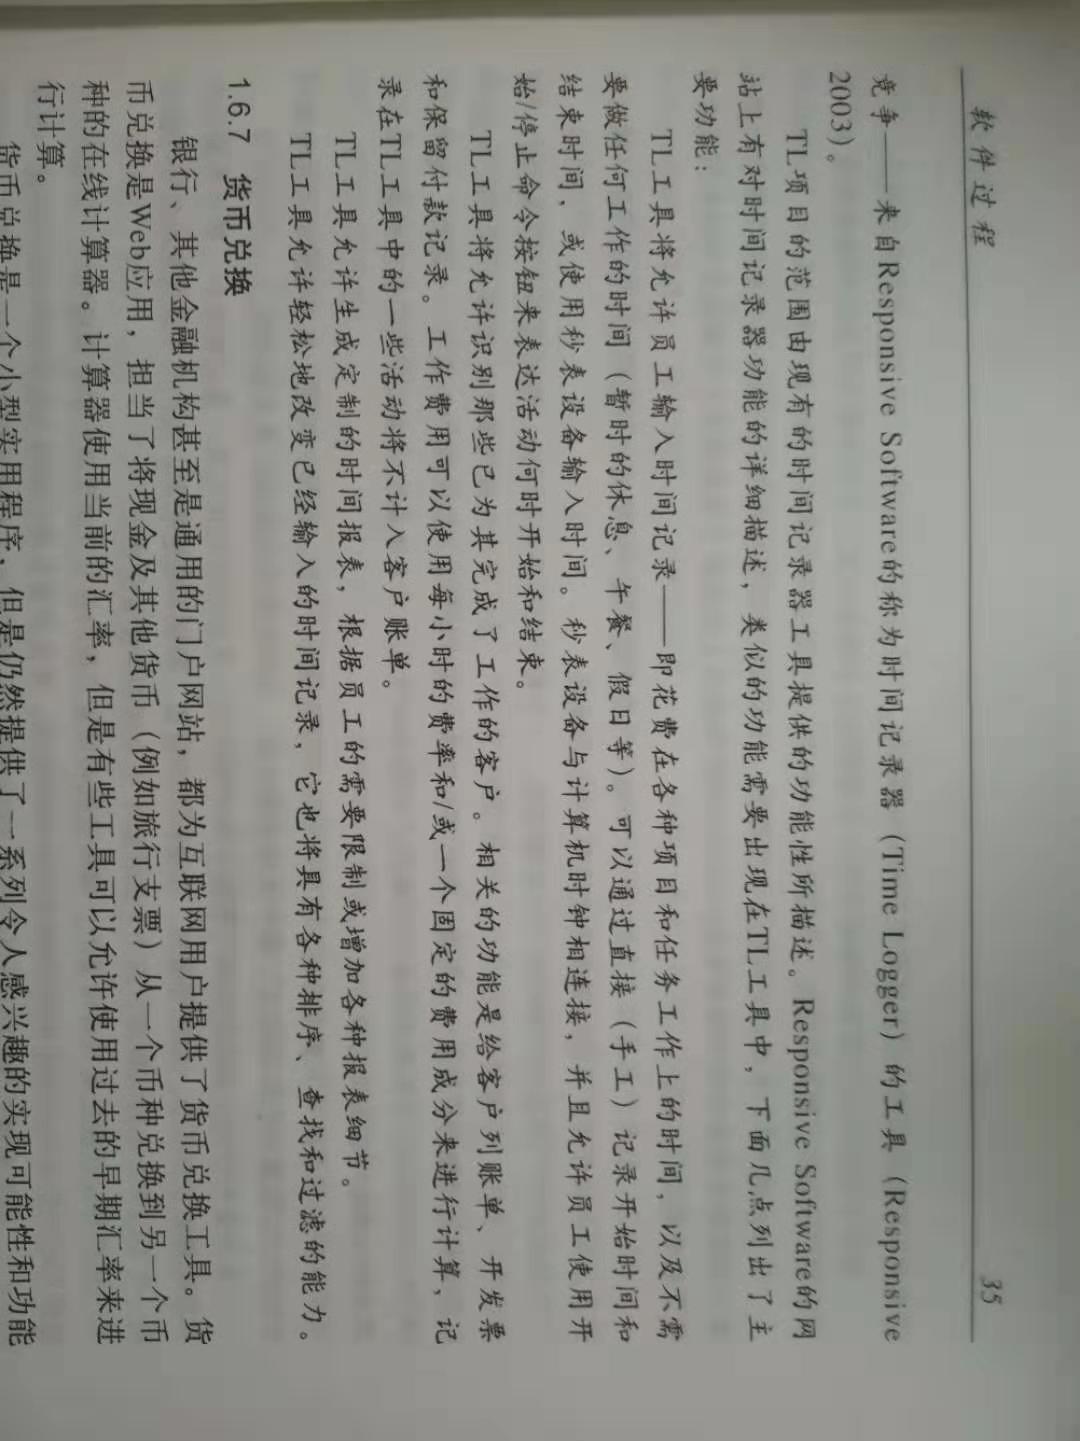 软件过程
35
竞争——来自Responsive Software的称为时间记录器（Time Logger）的工具（Responsive
2003)。
TL项目的范围由现有的时间记录器工具提供的功能性所描述。Responsive Software的网
站上有对时间记录器功能的详细描述，类似的功能需要出现在TL工具中，下面几点列出了主
要功能：
TL工具将允许员工输入时间记录——即花费在各种项目和任务工作上的时间，以及不需
要做任何工作的时间（暂时的休息、午餐、假日等）。可以通过直接（手工）记录开始时间和
结束时间，或使用秒表设备输入时间。秒表设备与计算机时钟相连接，并且允许员工使用开
始/停止命令按钮来表达活动何时开始和结束。
TL工具将允许识别那些已为其完成了工作的客户。相关的功能是给客户列账单、开发票
和保留付款记录。工作费用可以使用每小时的费率和/或一个固定的费用成分来进行计算，记
录在TL工具中的一些活动将不计入客户账单。
TL工具允许生成定制的时间报表，根据员工的需要限制或增加各种报表细节。
TL工具允许轻松地改变已经输入的时间记录，它也将具有各种排序、查找和过滤的能力。
1.6.7 货币兑换
银行、其他金融机构甚至是通用的门户网站，都为互联网用户提供了货币兑换工具。货
币兑换是Web应用，担当了将现金及其他货币（例如旅行支票）从一个币种兑换到另一个币
种的在线计算器。计算器使用当前的汇率，但是有些工具可以允许使用过去的早期汇率来进
行计算。
货币兑换是一个小型实用程序，但是仍然提供了一系列令人感兴趣的实现可能性和功能